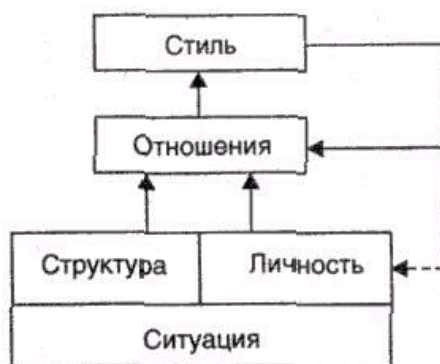 Стиль
Отношения
Структура
Личность
Ситуация